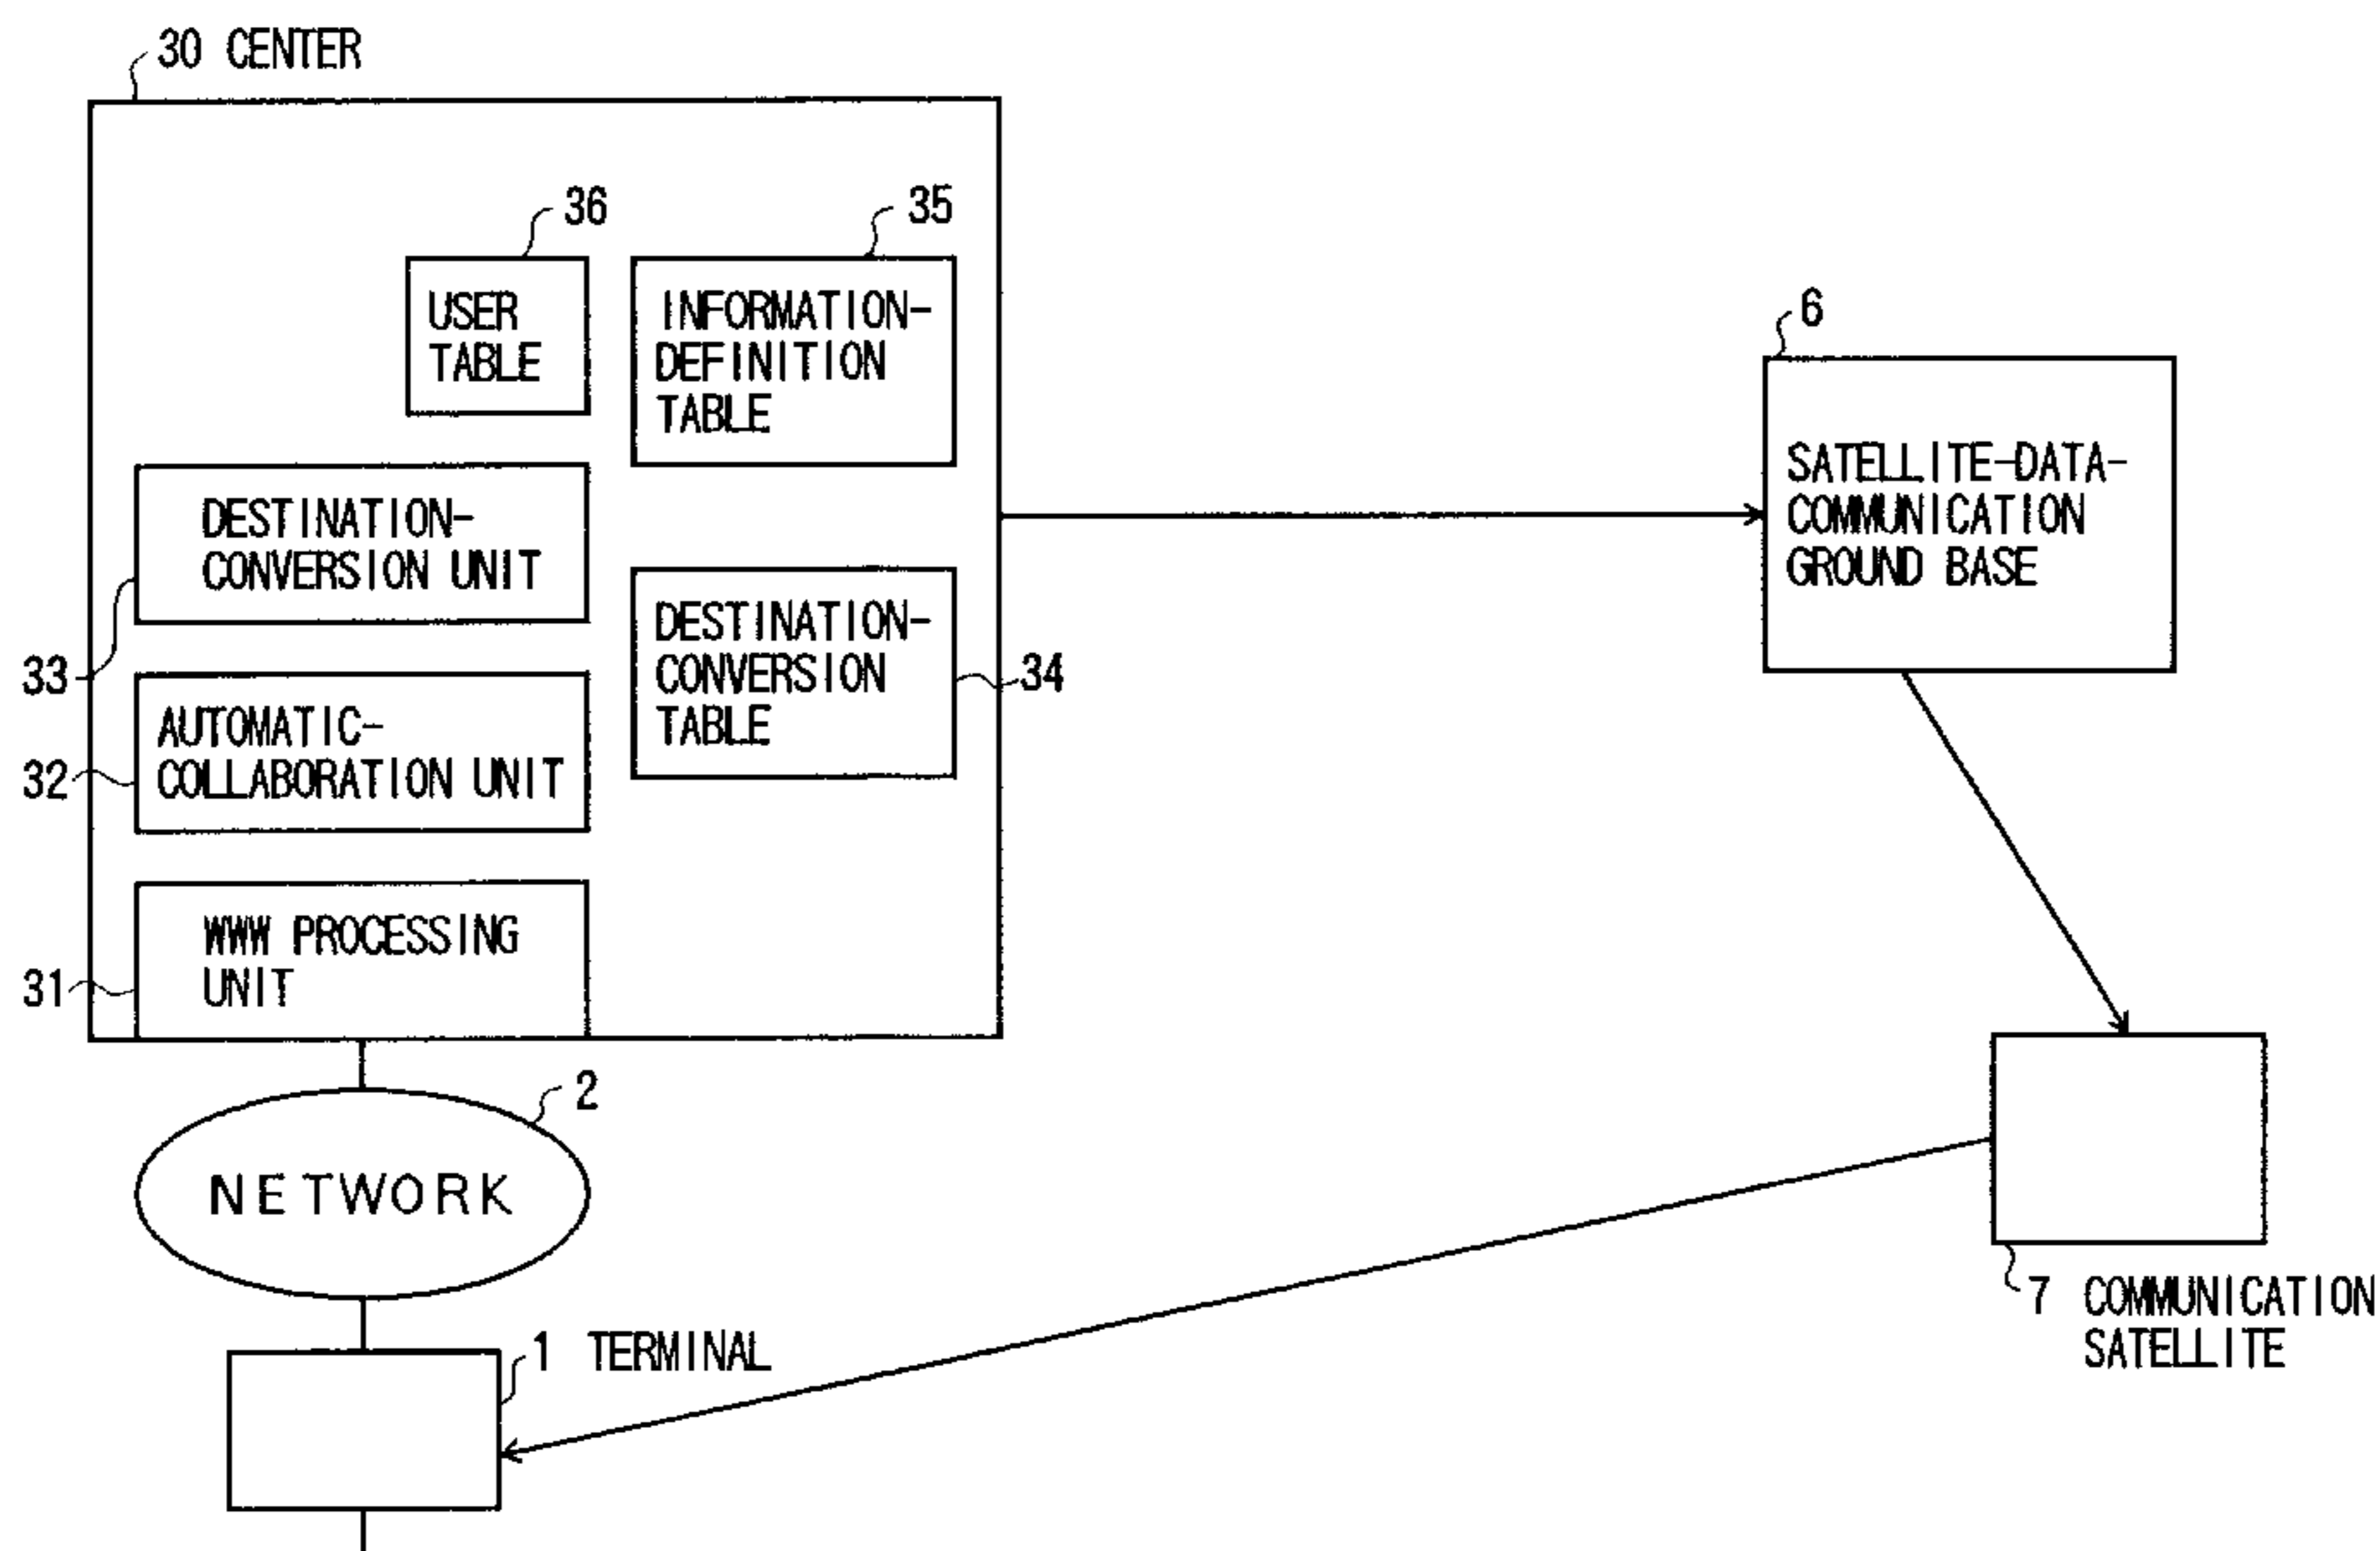 30 CENTER
36
35
USER
TABLE
INFORMATION-
DEFINITION
TABLE
6
SATELLITE-DATA-
COMMUNICATION
GROUND BASE
DESTINATION-
CONVERSION UNIT
33
DESTINATION-
CONVERSION
TABLE
34
AUTOMATIC-
COLLABORATION UNIT
32
WWW PROCESSING
UNIT
31
2
NETWORK
7 COMMUNICATION
SATELLITE
1 TERMINAL